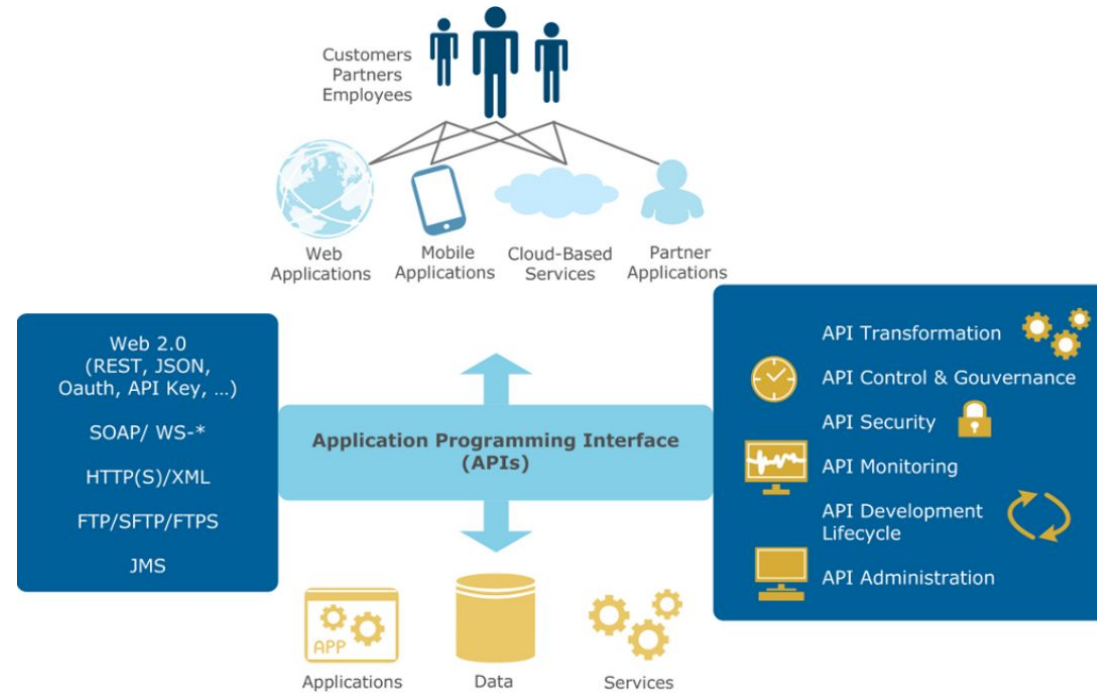 Customers
Partners
Employees
Web
Applications
Mobile
Applications
Cloud-Based
Services
Partner
Applications
Web 2.0
(REST, JSON,
Oauth, API Key, ...)
SOAP/ WS-*
HTTP(S)/XML
FTP/SFTP/FTPS
JMS
Application Programming Interface
(APIs)
API Transformation
API Control & Gouvernance
API Security
API Monitoring
API Development
Lifecycle
API Administration
APP
Applications
Data
Services